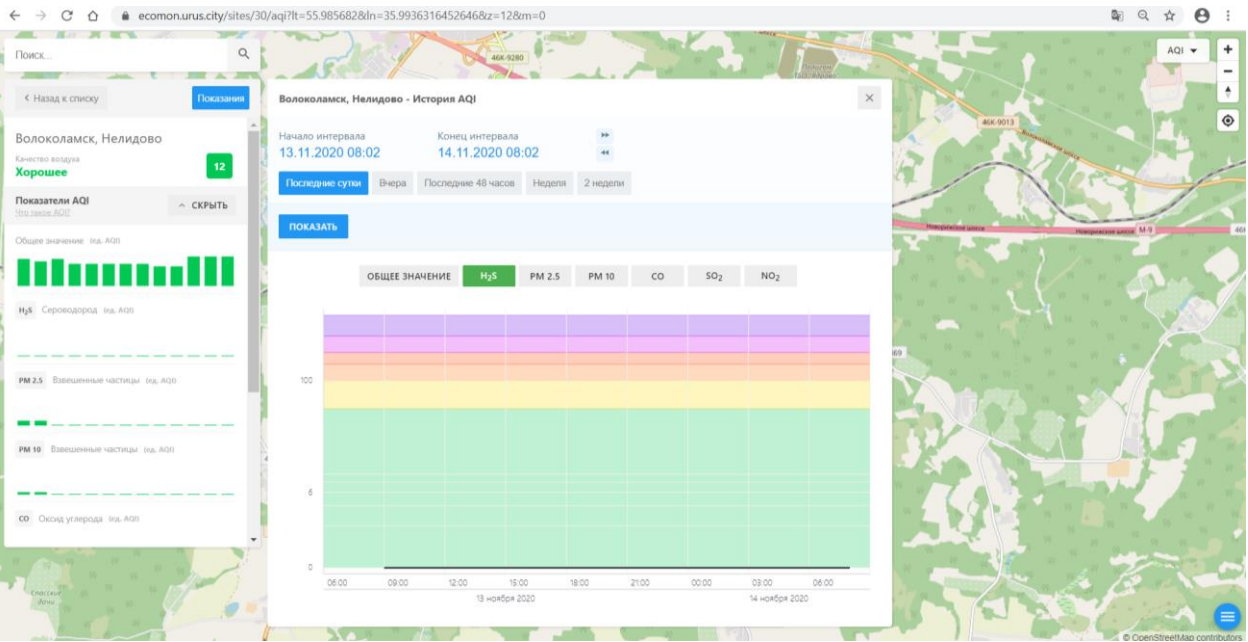 ecomon.urus.city/sites/30/aqi?lt=55.985682&ln=35.99363164526460&z=12&m=0
Поиск...
46К-9280
AQI
Назад к списку
Показания
Волоколамск, Нелидово - История AQI
Волоколамск, Нелидово
Качество воздуха
Хорошее
12
Начало интервала
Конец интервала
13.11.2020 08:02
14.11.2020 08:02
46К-9013
Показатели AQI
Что такое AQI?
СКРЫТЬ
Последние сутки
Вчера
Последние 48 часов
Неделя
2 недели
ПОКАЗАТЬ
Общее значение (ед. AQI)
Новорижское шоссе
Новорижское шоссе
М-9
46К
ОБЩЕЕ ЗНАЧЕНИЕ
H₂S
PM 2.5
PM 10
CO
SO₂
NO₂
H₂S Сероводород (ед. AQI)
PM 2.5 Взвешенные частицы (ед. AQI)
PM 10 Взвешенные частицы (ед. AQI)
CO Оксид углерода (ед. AQI)
100
6
0
06:00
09:00
12:00
15:00
18:00
21:00
00:00
03:00
06:00
13 ноября 2020
14 ноября 2020
Спасские
Дачи
© OpenStreetMap contributors